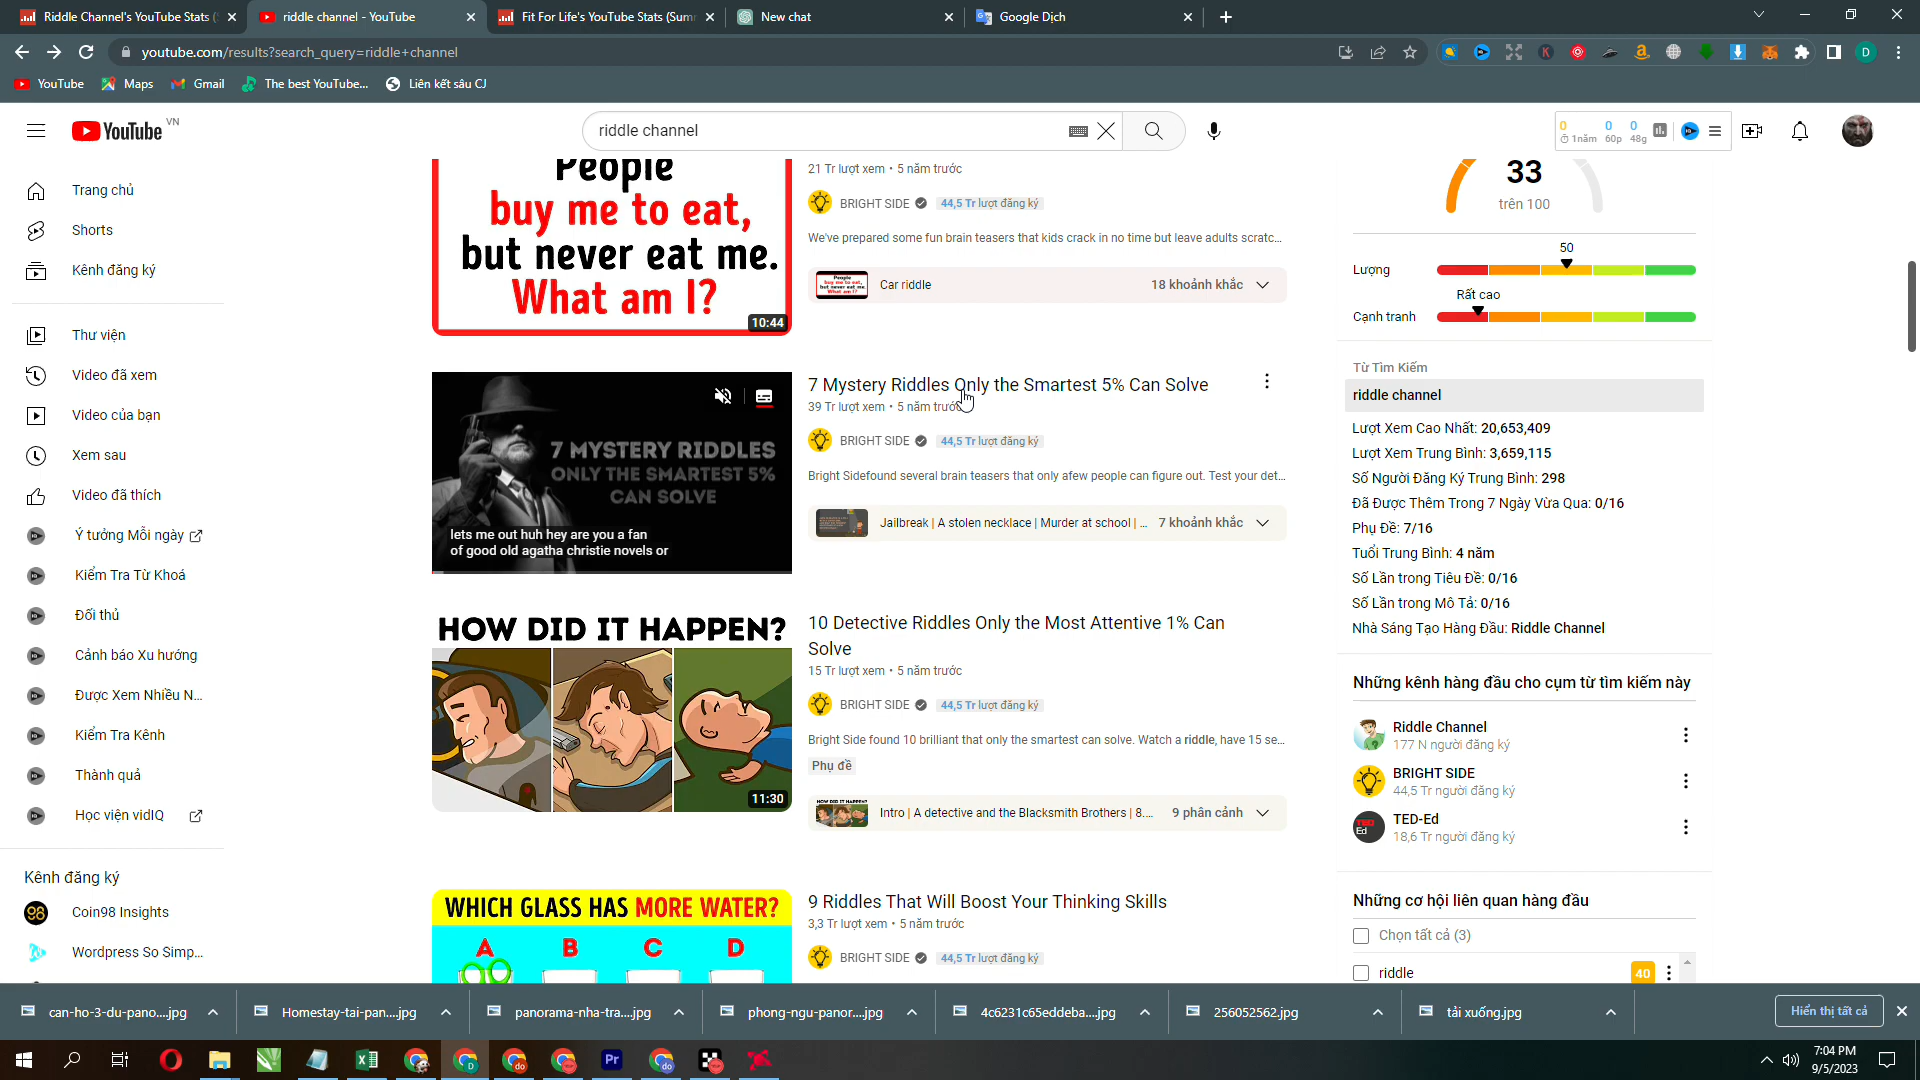 Riddle Channel's YouTube Stats (S
riddle channel - YouTube
Fit For Life's YouTube Stats (Sum
New chat
Google Dịch
youtube.com/results?search_query=riddle+channel
YouTube
Maps
Gmail
The best YouTube...
Liên kết sâu CJ
YouTube VN
riddle channel
0 0 0
1năm 60p 48g
Trang chủ
Shorts
Kênh đăng ký
Thư viện
Video đã xem
Video của bạn
Xem sau
Video đã thích
Ý tưởng Mỗi ngày
Kiểm Tra Từ Khoá
Đối thủ
Cảnh báo Xu hướng
Được Xem Nhiều N...
Kiểm Tra Kênh
Thành quả
Học viện vidIQ
Kênh đăng ký
Coin98 Insights
Wordpress So Simp...
People
buy me to eat,
but never eat me.
What am I?
10:44
21 Tr lượt xem • 5 năm trước
BRIGHT SIDE 44,5 Tr lượt đăng ký
We've prepared some fun brain teasers that kids crack in no time but leave adults scratc...
People
buy me to eat,
but never eat me.
What am I?
Car riddle 18 khoảnh khắc
7 MYSTERY RIDDLES
ONLY THE SMARTEST 5%
CAN SOLVE
lets me out huh hey are you a fan
of good old agatha christie novels or
7 Mystery Riddles Only the Smartest 5% Can Solve
39 Tr lượt xem • 5 năm trước
BRIGHT SIDE 44,5 Tr lượt đăng ký
Bright Sidefound several brain teasers that only afew people can figure out. Test your det...
Jailbreak | A stolen necklace | Murder at school | ... 7 khoảnh khắc
HOW DID IT HAPPEN?
11:30
10 Detective Riddles Only the Most Attentive 1% Can
Solve
15 Tr lượt xem • 5 năm trước
BRIGHT SIDE 44,5 Tr lượt đăng ký
Bright Side found 10 brilliant that only the smartest can solve. Watch a riddle, have 15 se...
Phụ đề
HOW DID IT HAPPEN?
Intro | A detective and the Blacksmith Brothers | 8.... 9 phân cảnh
WHICH GLASS HAS MORE WATER?
A B C D
9 Riddles That Will Boost Your Thinking Skills
3,3 Tr lượt xem • 5 năm trước
BRIGHT SIDE 44,5 Tr lượt đăng ký
33
trên 100
50
Lượng
Rất cao
Cạnh tranh
Từ Tìm Kiếm
riddle channel
Lượt Xem Cao Nhất: 20,653,409
Lượt Xem Trung Bình: 3,659,115
Số Người Đăng Ký Trung Bình: 298
Đã Được Thêm Trong 7 Ngày Vừa Qua: 0/16
Phụ Đề: 7/16
Tuổi Trung Bình: 4 năm
Số Lần trong Tiêu Đề: 0/16
Số Lần trong Mô Tả: 0/16
Nhà Sáng Tạo Hàng Đầu: Riddle Channel
Những kênh hàng đầu cho cụm từ tìm kiếm này
Riddle Channel
177 N người đăng ký
BRIGHT SIDE
44,5 Tr người đăng ký
TED Ed
TED-Ed
18,6 Tr người đăng ký
Những cơ hội liên quan hàng đầu
Chọn tất cả (3)
riddle 40
can-ho-3-du-pano....jpg
Homestay-tai-pan....jpg
panorama-nha-tra....jpg
phong-ngu-panor....jpg
4c6231c65eddeba....jpg
256052562.jpg
tải xuống.jpg
Hiển thị tất cả
7:04 PM
9/5/2023